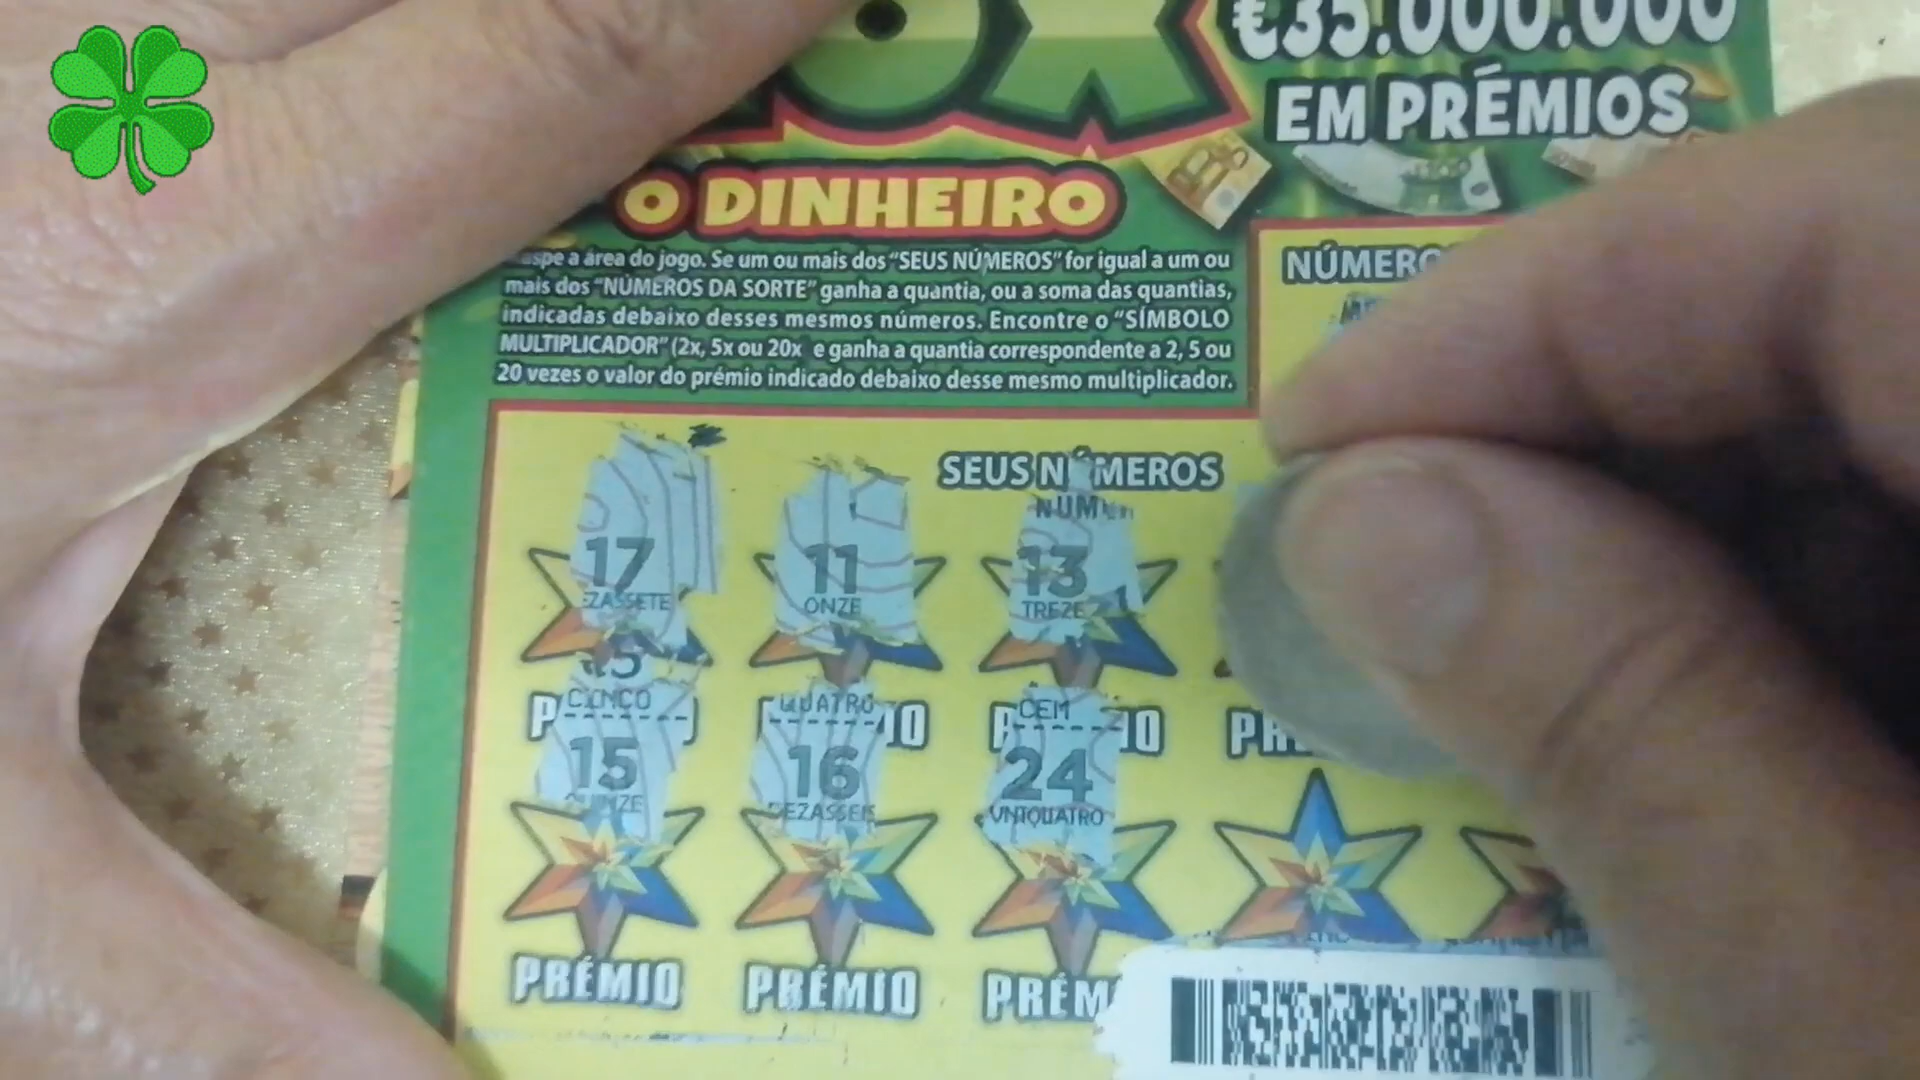 €35.000.000
EM PRÉMIOS
O DINHEIRO
aspe a área do jogo. Se um ou mais dos "SEUS NÚMEROS" for igual a um ou
mais dos "NÚMEROS DA SORTE" ganha a quantia, ou a soma das quantias,
indicadas debaixo desses mesmos números. Encontre o "SÍMBOLO
MULTIPLICADOR" (2x, 5x ou 20x e ganha a quantia correspondente a 2, 5 ou
20 vezes o valor do prémio indicado debaixo desse mesmo multiplicador.
NÚMERO
SEUS NÚMEROS
17 11 13
EZASSETE ONZE TREZE
CINCO QUATRO CEM
15 16 24
QUINZE DEZASSEIS VNTQUATRO
PRÉMIO PRÉMIO PRÉM